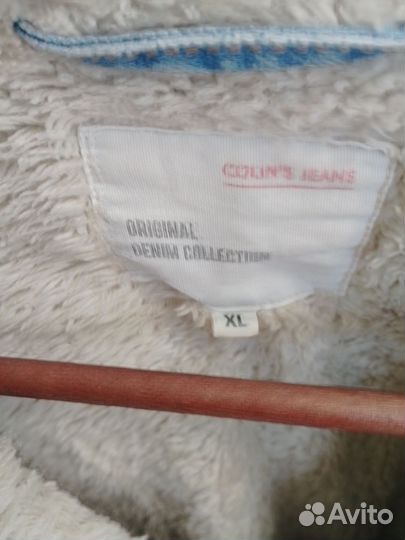 COLIN'S JEANS
ORIGINAL
DENIM COLLECTION
XL
Avito